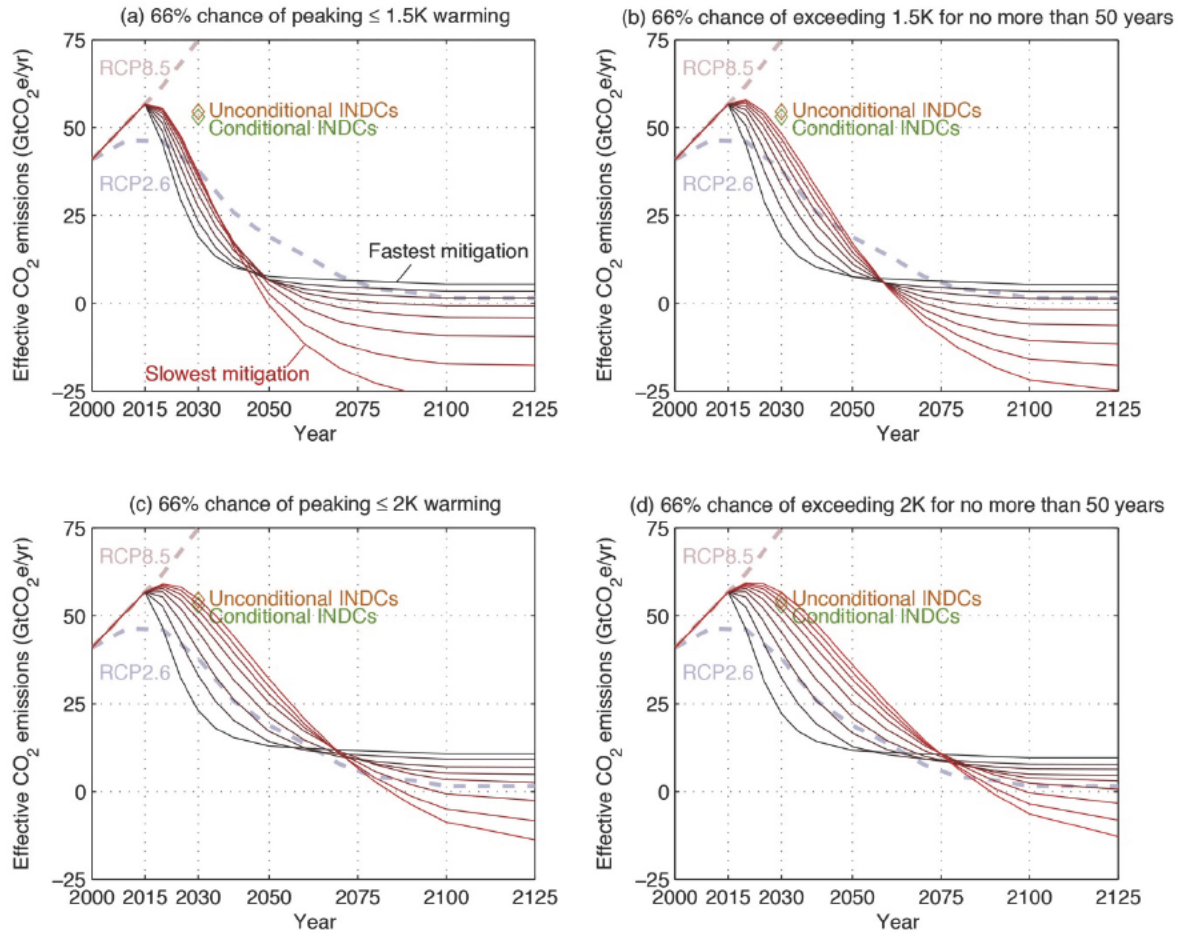 (a) 66% chance of peaking ≤ 1.5K warming
Effective CO2 emissions (GtCO2e/yr)
75
50
25
0
−25
RCP8.5
Unconditional INDCs
Conditional INDCs
RCP2.6
Fastest mitigation
Slowest mitigation
2000 2015 2030 2050 2075 2100 2125
Year
(b) 66% chance of exceeding 1.5K for no more than 50 years
Effective CO2 emissions (GtCO2e/yr)
75
50
25
0
−25
RCP8.5
Unconditional INDCs
Conditional INDCs
RCP2.6
2000 2015 2030 2050 2075 2100 2125
Year
(c) 66% chance of peaking ≤ 2K warming
Effective CO2 emissions (GtCO2e/yr)
75
50
25
0
−25
RCP8.5
Unconditional INDCs
Conditional INDCs
RCP2.6
2000 2015 2030 2050 2075 2100 2125
Year
(d) 66% chance of exceeding 2K for no more than 50 years
Effective CO2 emissions (GtCO2e/yr)
75
50
25
0
−25
RCP8.5
Unconditional INDCs
Conditional INDCs
RCP2.6
2000 2015 2030 2050 2075 2100 2125
Year